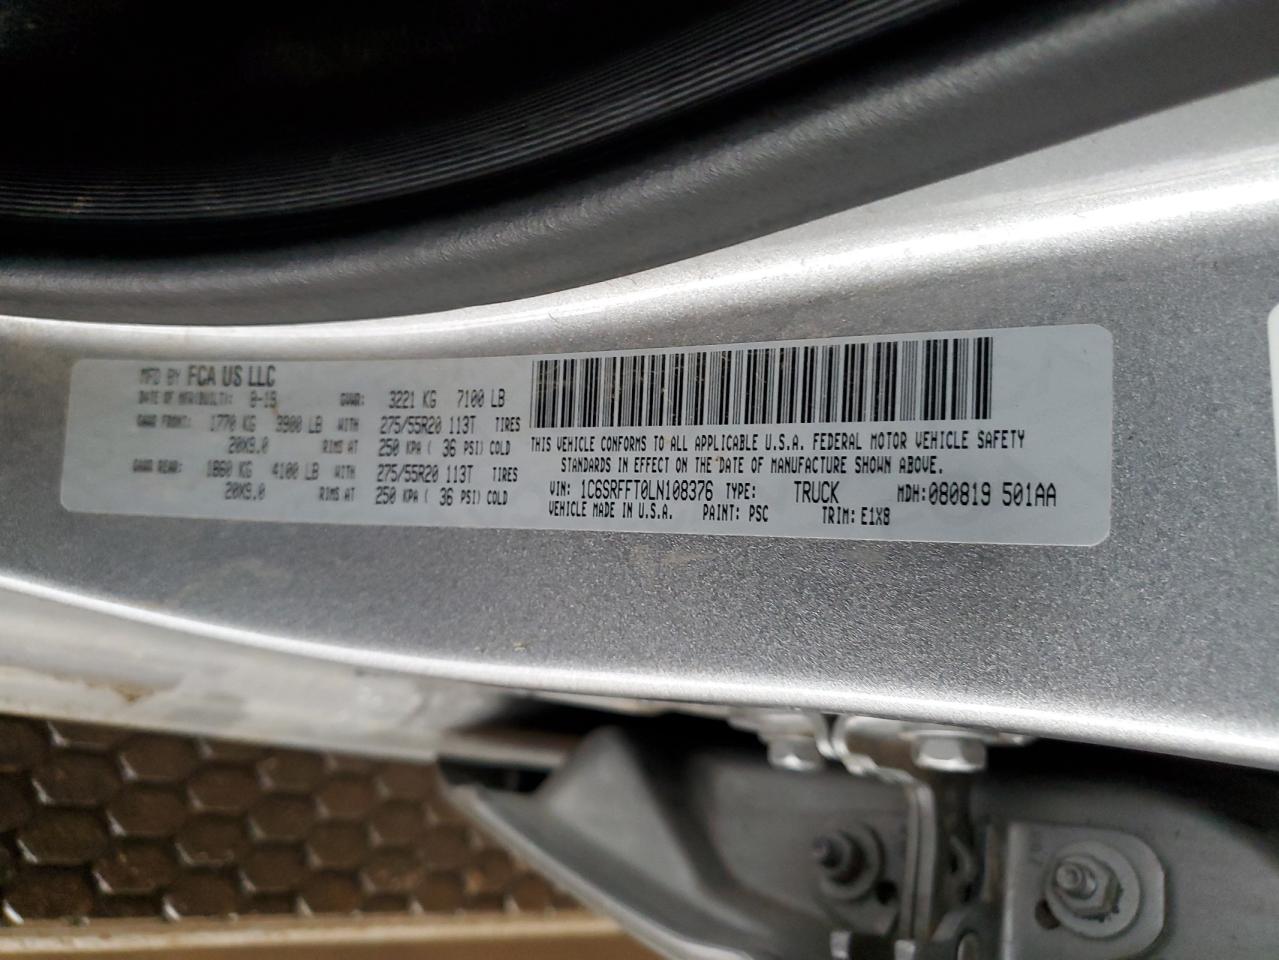 MFD BY FCA US LLC
DATE OF MFR(BUILT): 8-19 GVWR: 3221 KG 7100 LB
GAWR FRONT: 1770 KG 3900 LB WITH 275/55R20 113T TIRES
20X9.0 RIMS AT 250 KPA ( 36 PSI) COLD
GAWR REAR: 1860 KG 4100 LB WITH 275/55R20 113T TIRES
20X9.0 RIMS AT 250 KPA ( 36 PSI) COLD
THIS VEHICLE CONFORMS TO ALL APPLICABLE U.S.A. FEDERAL MOTOR VEHICLE SAFETY
STANDARDS IN EFFECT ON THE DATE OF MANUFACTURE SHOWN ABOVE.
VIN: 1C6SRFFT0LN108376 TYPE: TRUCK MDH:080819 501AA
VEHICLE MADE IN U.S.A. PAINT: PSC TRIM: E1X8